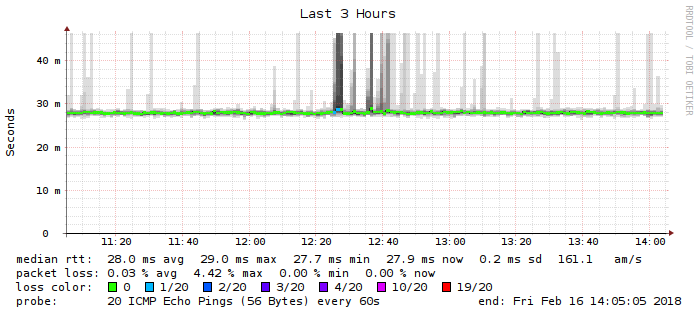 Last 3 Hours
RRDTOOL / TOBI OETIKER
Seconds
40 m
30 m
20 m
10 m
0
11:20 11:40 12:00 12:20 12:40 13:00 13:20 13:40 14:00
median rtt: 28.0 ms avg 29.0 ms max 27.7 ms min 27.9 ms now 0.2 ms sd 161.1 am/s
packet loss: 0.03 % avg 4.42 % max 0.00 % min 0.00 % now
loss color: 0 1/20 2/20 3/20 4/20 10/20 19/20
probe: 20 ICMP Echo Pings (56 Bytes) every 60s end: Fri Feb 16 14:05:05 2018